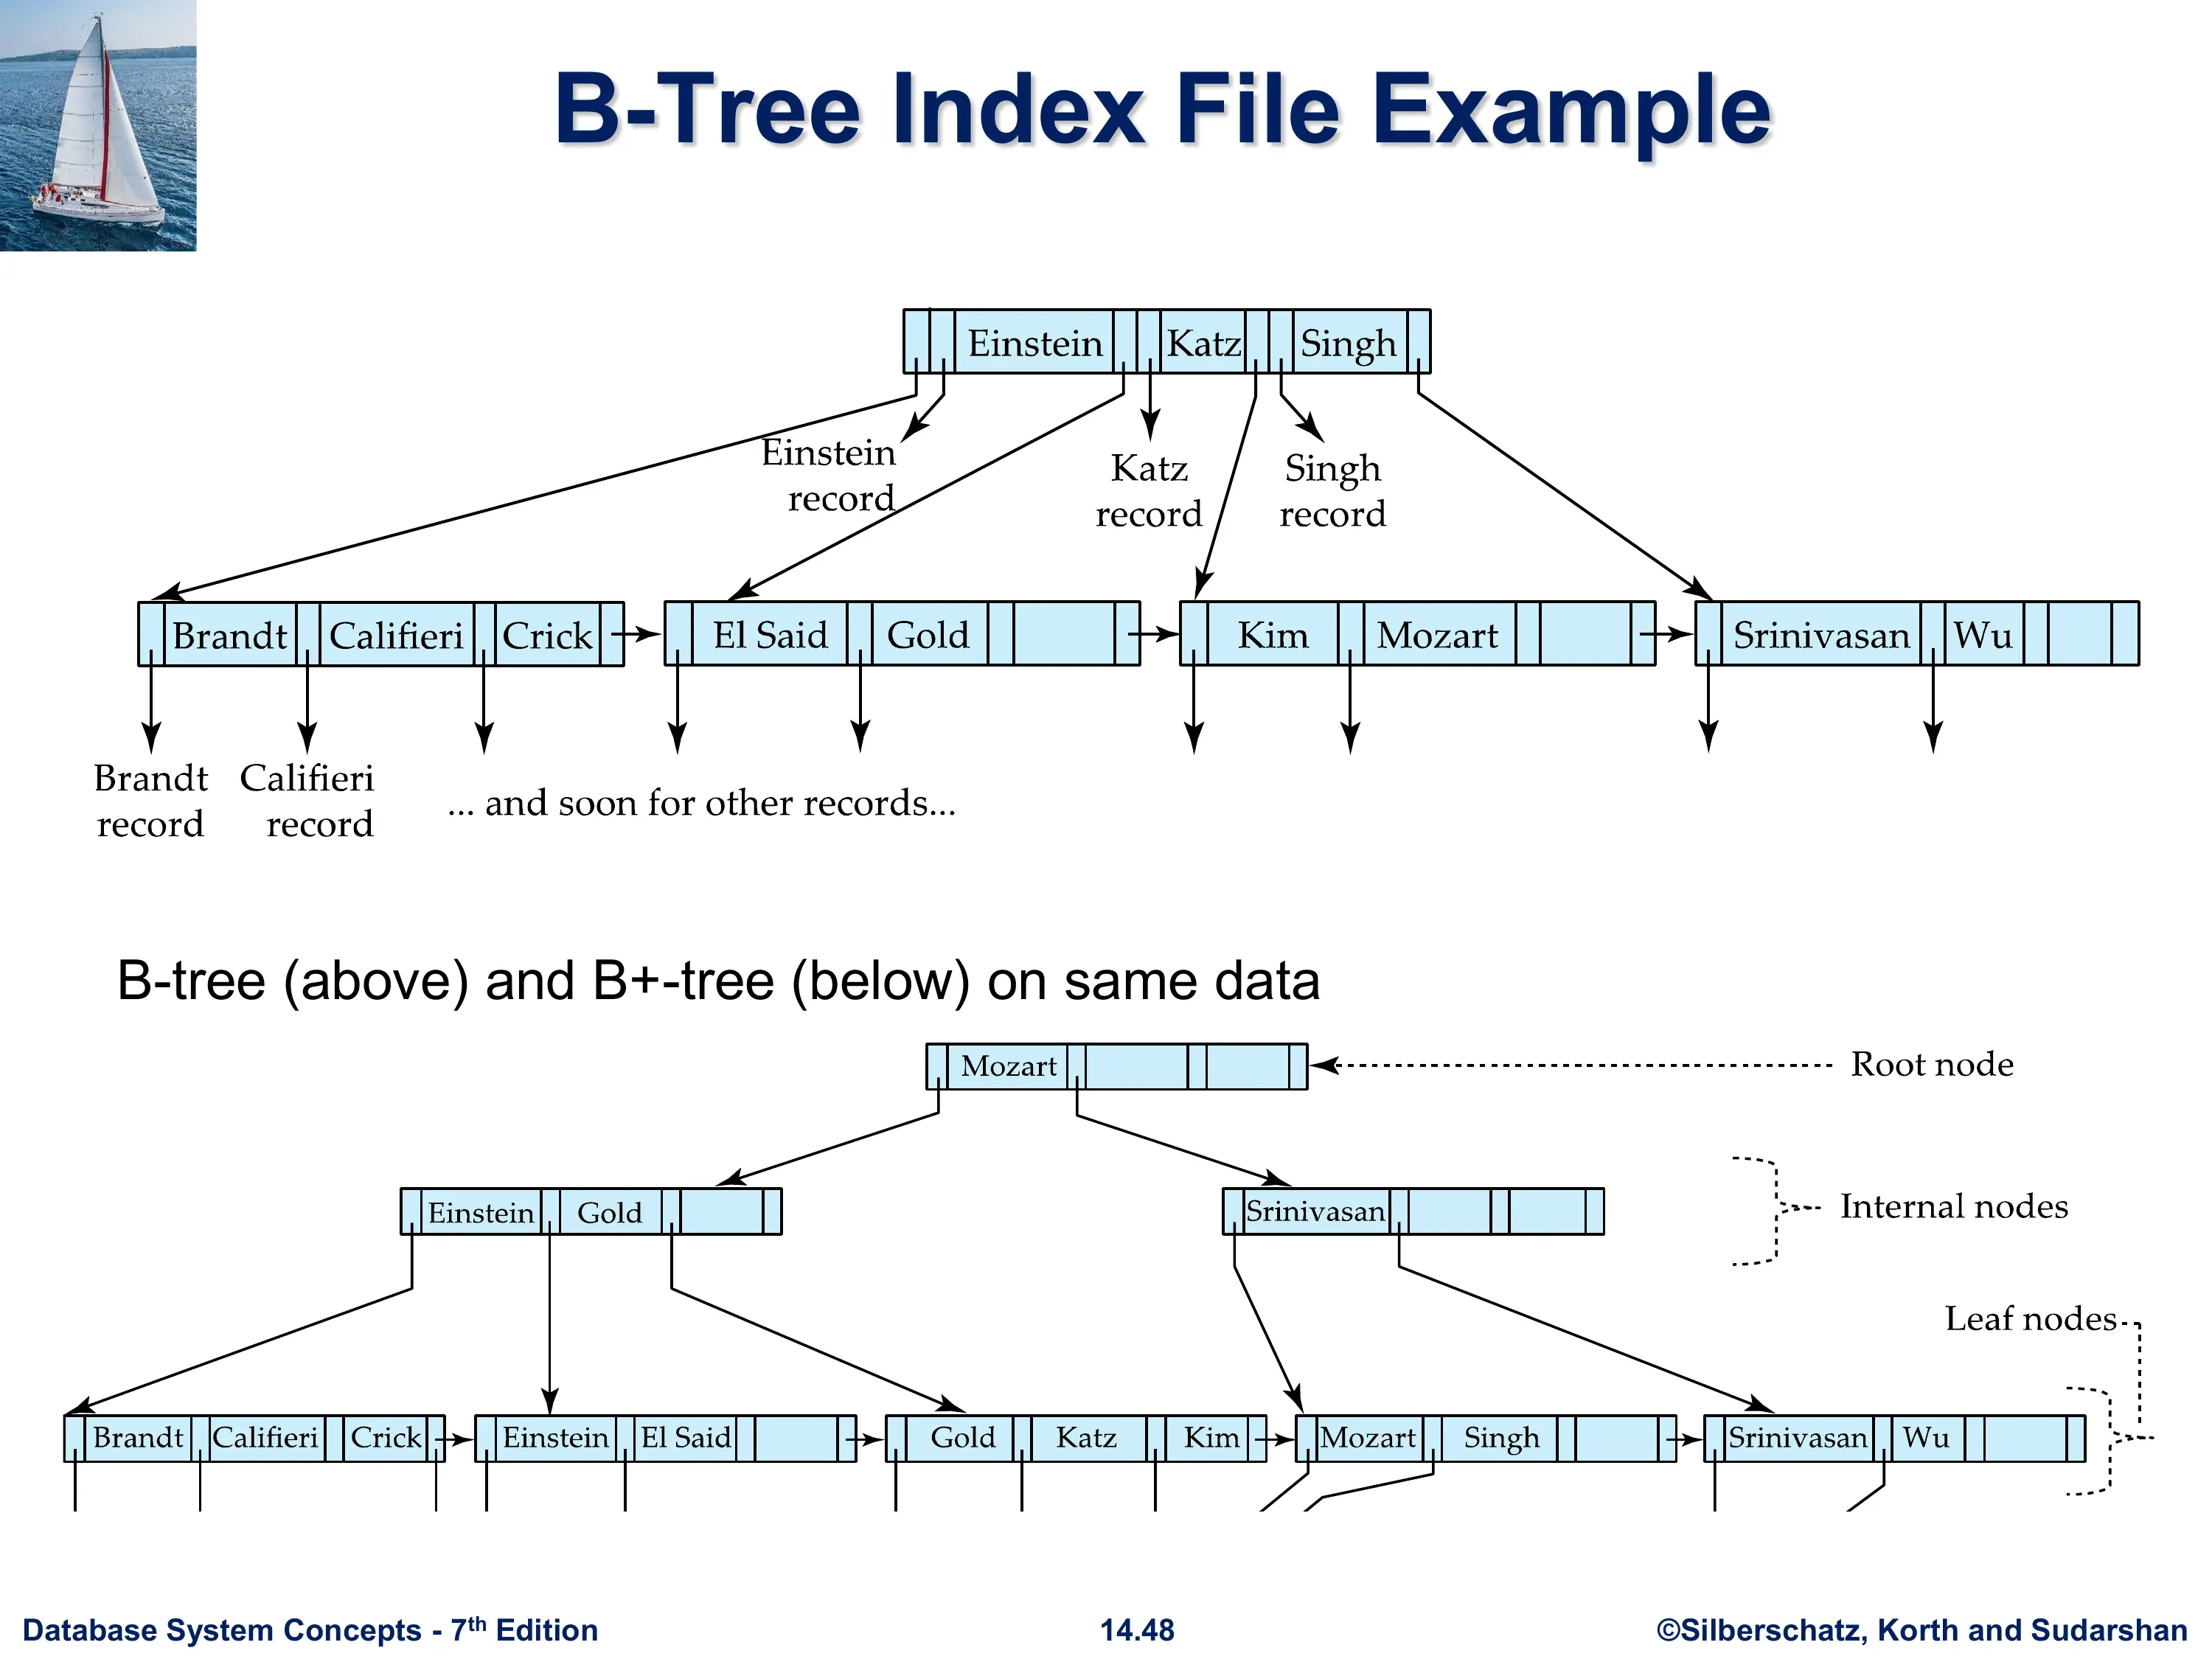 B-Tree Index File Example
Einstein Katz Singh
Einstein
record
Katz
record
Singh
record
Brandt Califieri Crick El Said Gold Kim Mozart Srinivasan Wu
Brandt
record
Califieri
record
... and soon for other records...
B-tree (above) and B+-tree (below) on same data
Mozart
Root node
Einstein Gold Srinivasan
Internal nodes
Leaf nodes
Brandt Califieri Crick Einstein El Said Gold Katz Kim Mozart Singh Srinivasan Wu
Database System Concepts - 7th Edition
14.48
©Silberschatz, Korth and Sudarshan